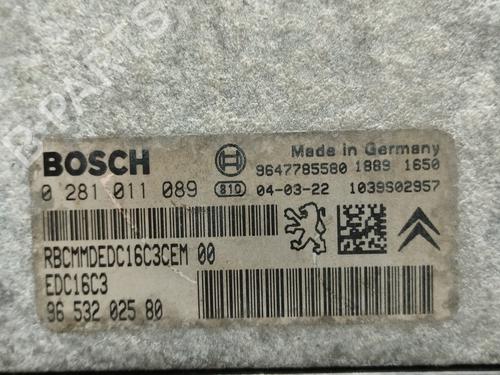 BOSCH
Made in Germany
9647785580 1889 1650
0 281 011 089 810 04-03-22 1039S02957
RBCMMDEDC16C3CEM 00
EDC16C3
96 532 025 80